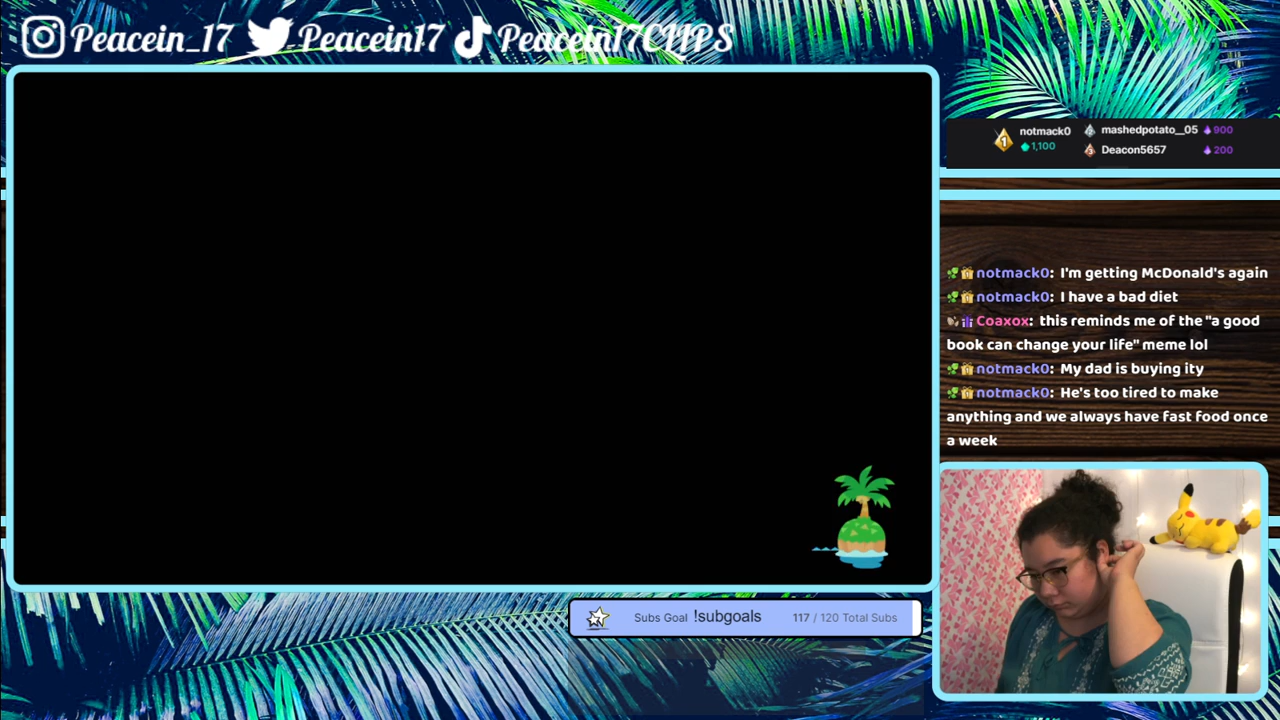 Peacein_17 Peacein17 Peacein17ClIPS
1 notmack0 1,100
mashedpotato__05 900
3 Deacon5657 200
notmack0: I'm getting McDonald's again
notmack0: I have a bad diet
Coaxox: this reminds me of the "a good
book can change your life" meme lol
notmack0: My dad is buying ity
notmack0: He's too tired to make
anything and we always have fast food once
a week
Subs Goal !subgoals 117 / 120 Total Subs